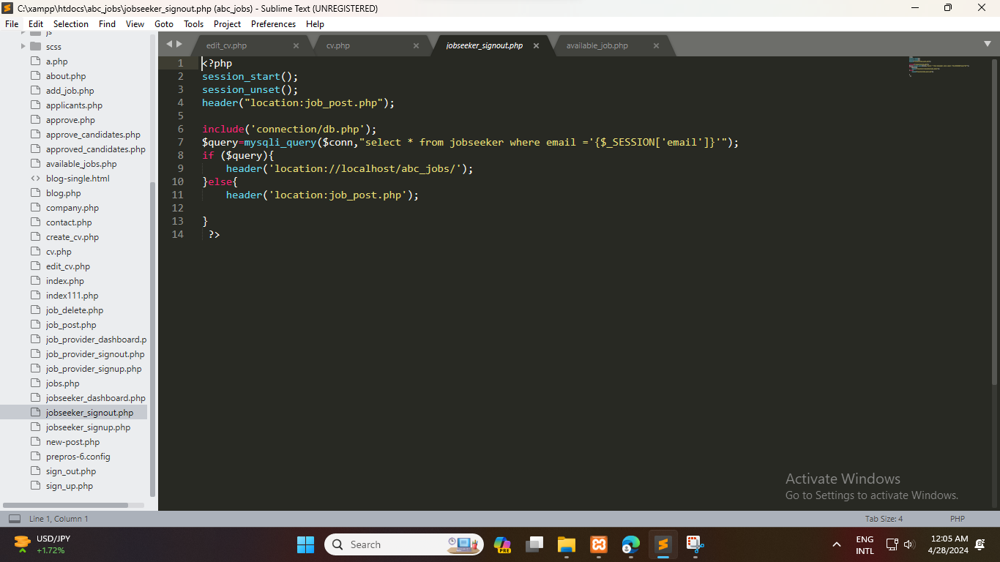 C:\xampp\htdocs\abc_jobs\jobseeker_signout.php (abc_jobs) - Sublime Text (UNREGISTERED)
File Edit Selection Find View Goto Tools Project Preferences Help
js
scss
a.php
about.php
add_job.php
applicants.php
approve.php
approve_candidates.php
approved_candidates.php
available_jobs.php
<> blog-single.html
blog.php
company.php
contact.php
create_cv.php
cv.php
edit_cv.php
index.php
index111.php
job_delete.php
job_post.php
job_provider_dashboard.p
job_provider_signout.php
job_provider_signup.php
jobs.php
jobseeker_dashboard.php
jobseeker_signout.php
jobseeker_signup.php
new-post.php
prepros-6.config
sign_out.php
sign_up.php
edit_cv.php cv.php jobseeker_signout.php available_job.php
1 <?php
2 session_start();
3 session_unset();
4 header("location:job_post.php");
5
6 include('connection/db.php');
7 $query=mysqli_query($conn,"select * from jobseeker where email ='{$_SESSION['email']}'");
8 if ($query){
9 header('location://localhost/abc_jobs/');
10 }else{
11 header('location:job_post.php');
12
13 }
14 ?>
Activate Windows
Go to Settings to activate Windows.
Line 1, Column 1 Tab Size: 4 PHP
USD/JPY
+1.72%
Search
PRE
ENG
INTL
12:05 AM
4/28/2024